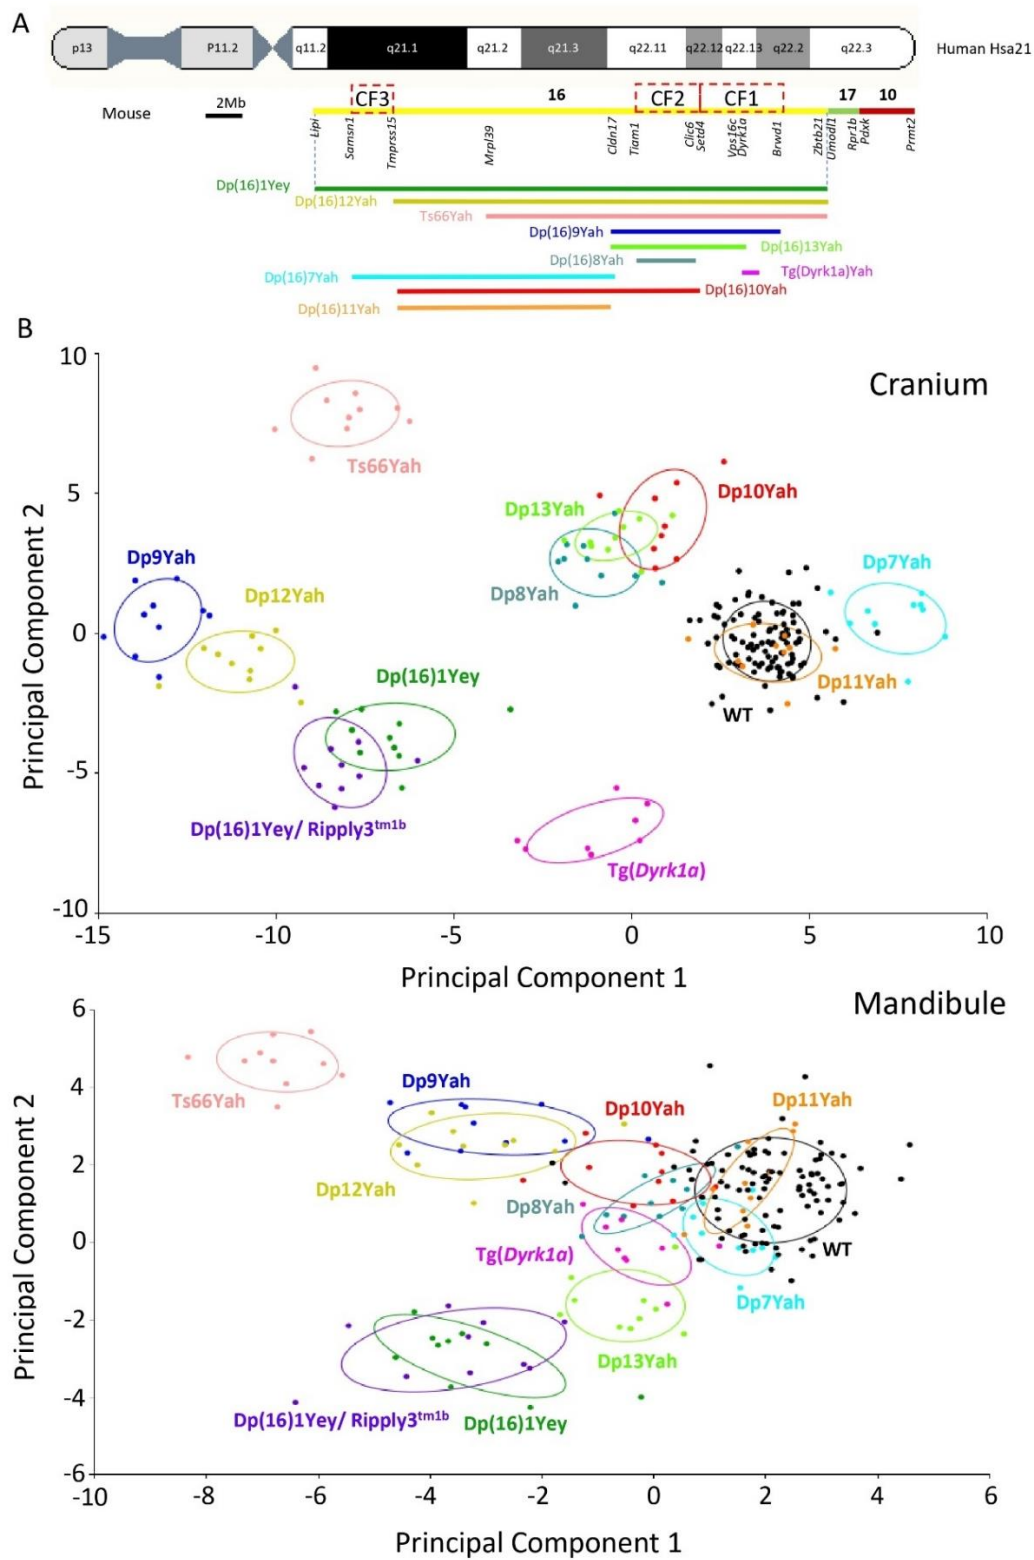 A
p13 P11.2 q11.2 q21.1 q21.2 q21.3 q22.11 q22.12 q22.13 q22.2 q22.3 Human Hsa21
Mouse 2Mb CF3 16 CF2 CF1 17 10
Lipi Samsn1 Tmprss15 Mrpl39 Cldn17 Tiam1 Clic6 Setd4 Vps16c Dyrk1a Brwd1 Zbtb21 Umodl1 Rpr1b Pdxk Prmt2
Dp(16)1Yey
Dp(16)12Yah
Ts66Yah
Dp(16)9Yah
Dp(16)13Yah
Dp(16)8Yah
Dp(16)7Yah Tg(Dyrk1a)Yah
Dp(16)10Yah
Dp(16)11Yah
B
Cranium
Principal Component 2
10
5
0
-5
-10
Ts66Yah
Dp10Yah
Dp13Yah
Dp9Yah
Dp7Yah
Dp12Yah
Dp8Yah
Dp(16)1Yey
Dp11Yah
WT
Dp(16)1Yey/ Ripply3tm1b
Tg(Dyrk1a)
-15 -10 -5 0 5 10
Principal Component 1
Mandibule
Principal Component 2
6
4
2
0
-2
-4
-6
Dp9Yah
Ts66Yah
Dp10Yah
Dp11Yah
Dp12Yah
Dp8Yah
Tg(Dyrk1a)
WT
Dp7Yah
Dp13Yah
Dp(16)1Yey/ Ripply3tm1b
Dp(16)1Yey
-10 -8 -6 -4 -2 0 2 4 6
Principal Component 1